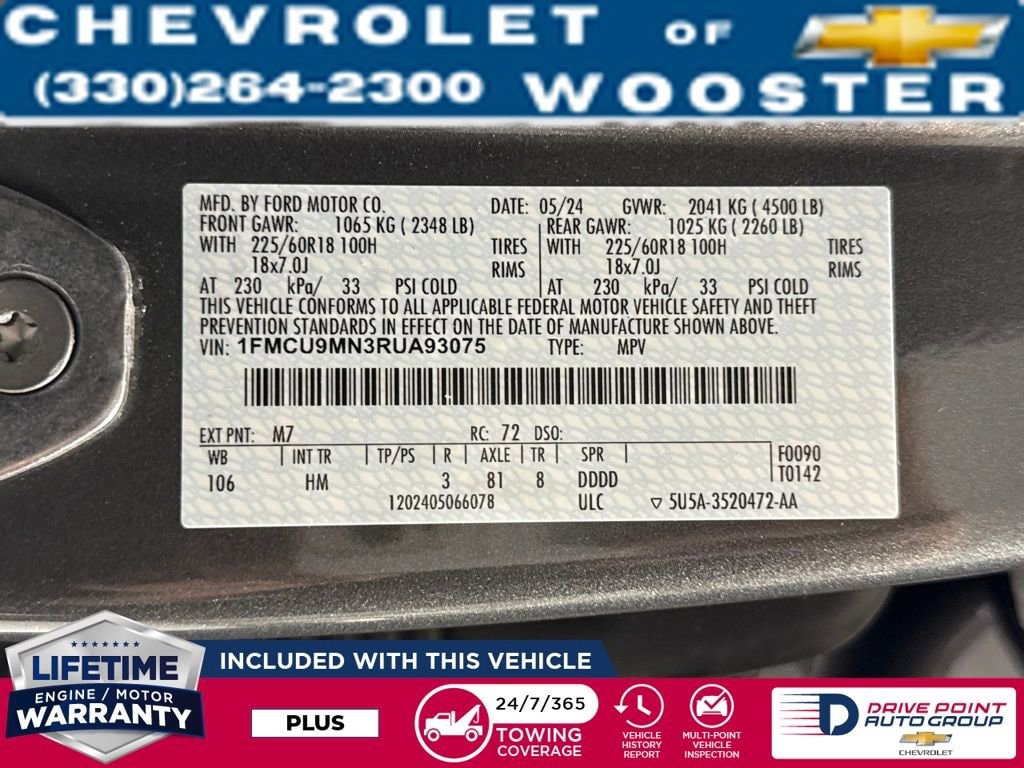 CHEVROLET OF
(330)264-2300 WOOSTER
MFD. BY FORD MOTOR CO. DATE: 05/24 GVWR: 2041 KG ( 4500 LB)
FRONT GAWR: 1065 KG ( 2348 LB) REAR GAWR: 1025 KG ( 2260 LB)
WITH 225/60R18 100H TIRES WITH 225/60R18 100H TIRES
18x7.0J RIMS 18x7.0J RIMS
AT 230 kPa/ 33 PSI COLD AT 230 kPa/ 33 PSI COLD
THIS VEHICLE CONFORMS TO ALL APPLICABLE FEDERAL MOTOR VEHICLE SAFETY AND THEFT
PREVENTION STANDARDS IN EFFECT ON THE DATE OF MANUFACTURE SHOWN ABOVE.
VIN: 1FMCU9MN3RUA93075 TYPE: MPV
EXT PNT: M7 RC: 72 DSO:
WB INT TR TP/PS R AXLE TR SPR F0090
106 HM 3 81 8 DDDD T0142
1202405066078 ULC 5U5A-3520472-AA
LIFETIME
ENGINE / MOTOR
WARRANTY
INCLUDED WITH THIS VEHICLE
PLUS
24/7/365
TOWING
COVERAGE
VEHICLE
HISTORY
REPORT
MULTI-POINT
VEHICLE
INSPECTION
DRIVE POINT
AUTO GROUP
CHEVROLET